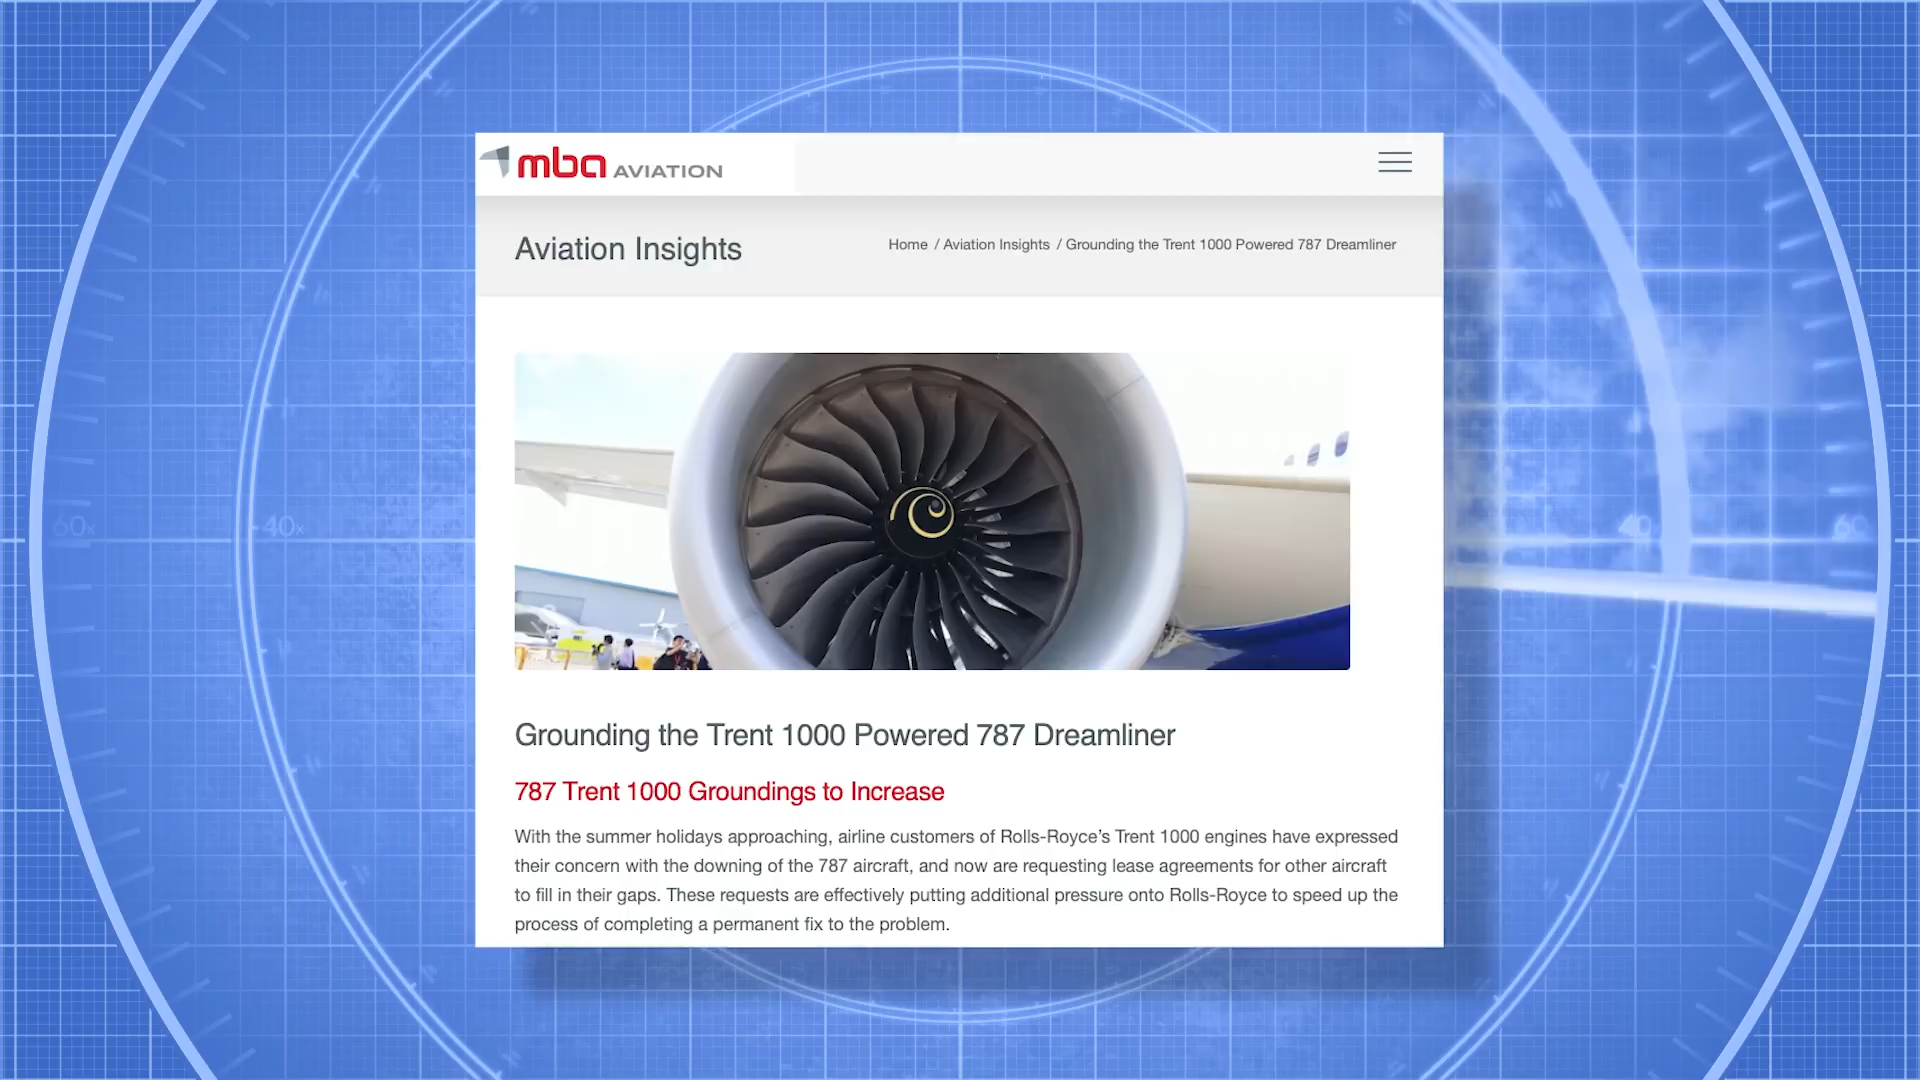 mba AVIATION
Aviation Insights
Home / Aviation Insights / Grounding the Trent 1000 Powered 787 Dreamliner
60x
40x
40
60
Grounding the Trent 1000 Powered 787 Dreamliner
787 Trent 1000 Groundings to Increase
With the summer holidays approaching, airline customers of Rolls-Royce’s Trent 1000 engines have expressed
their concern with the downing of the 787 aircraft, and now are requesting lease agreements for other aircraft
to fill in their gaps. These requests are effectively putting additional pressure onto Rolls-Royce to speed up the
process of completing a permanent fix to the problem.